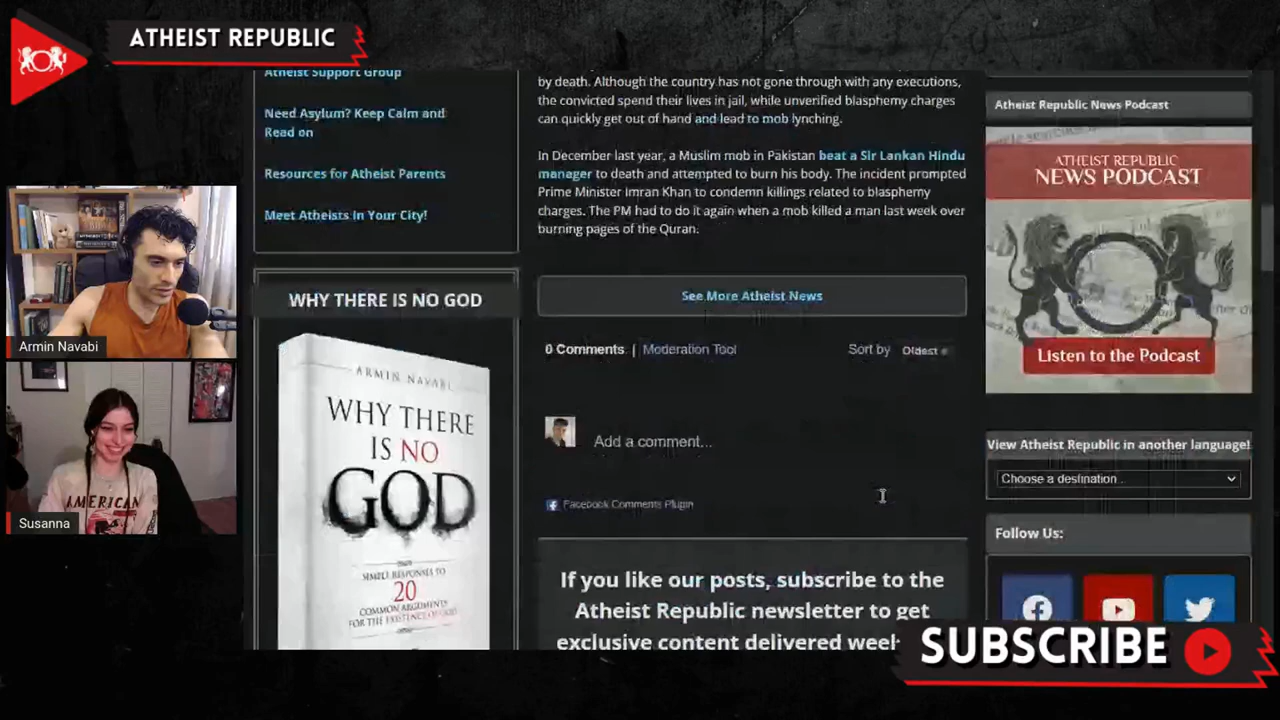 ATHEIST REPUBLIC
Armin Navabi
AMERICAN
Susanna
Atheist Support Group
Need Asylum? Keep Calm and
Read on
Resources for Atheist Parents
Meet Atheists in Your City!
WHY THERE IS NO GOD
ARMIN NAVABI
WHY THERE
IS NO
GOD
SIMPLE RESPONSES TO
20
COMMON ARGUMENTS
FOR THE EXISTENCE OF GOD
by death. Although the country has not gone through with any executions,
the convicted spend their lives in jail, while unverified blasphemy charges
can quickly get out of hand and lead to mob lynching.
In December last year, a Muslim mob in Pakistan beat a Sir Lankan Hindu
manager to death and attempted to burn his body. The incident prompted
Prime Minister Imran Khan to condemn killings related to blasphemy
charges. The PM had to do it again when a mob killed a man last week over
burning pages of the Quran.
See More Atheist News
0 Comments | Moderation Tool
Sort by Oldest
Add a comment...
Facebook Comments Plugin
If you like our posts, subscribe to the
Atheist Republic newsletter to get
exclusive content delivered week
Atheist Republic News Podcast
ATHEIST REPUBLIC
NEWS PODCAST
Listen to the Podcast
View Atheist Republic in another language!
Choose a destination .
Follow Us:
SUBSCRIBE